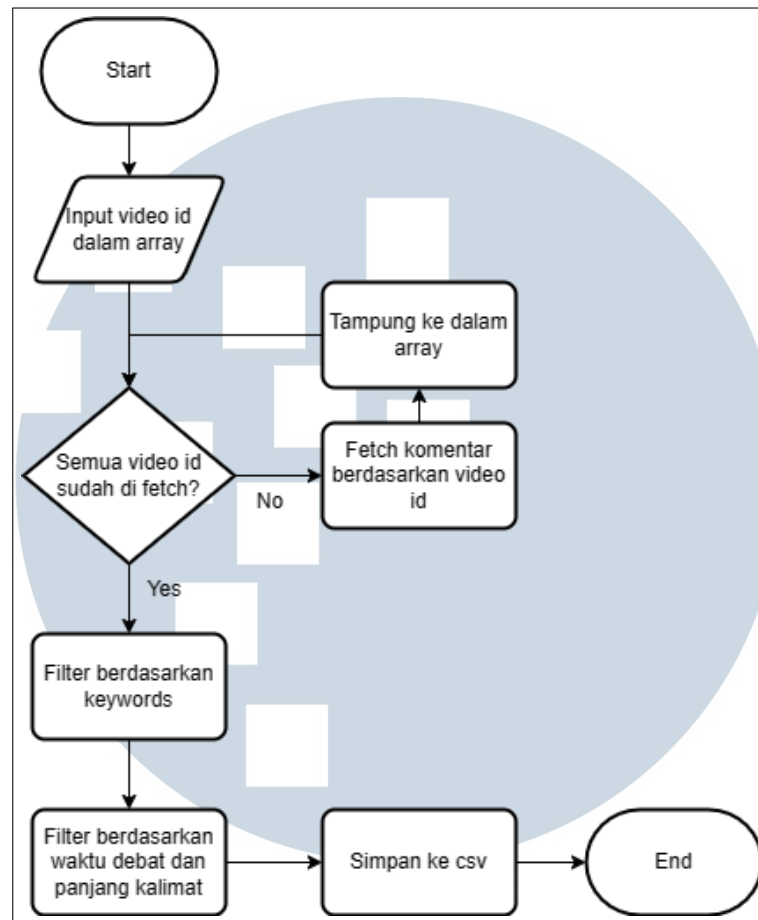 Start
Input video id
dalam array
Tampung ke dalam
array
Semua video id
sudah di fetch?
No
Fetch komentar
berdasarkan video
id
Yes
Filter berdasarkan
keywords
Filter berdasarkan
waktu debat dan
panjang kalimat
Simpan ke csv
End